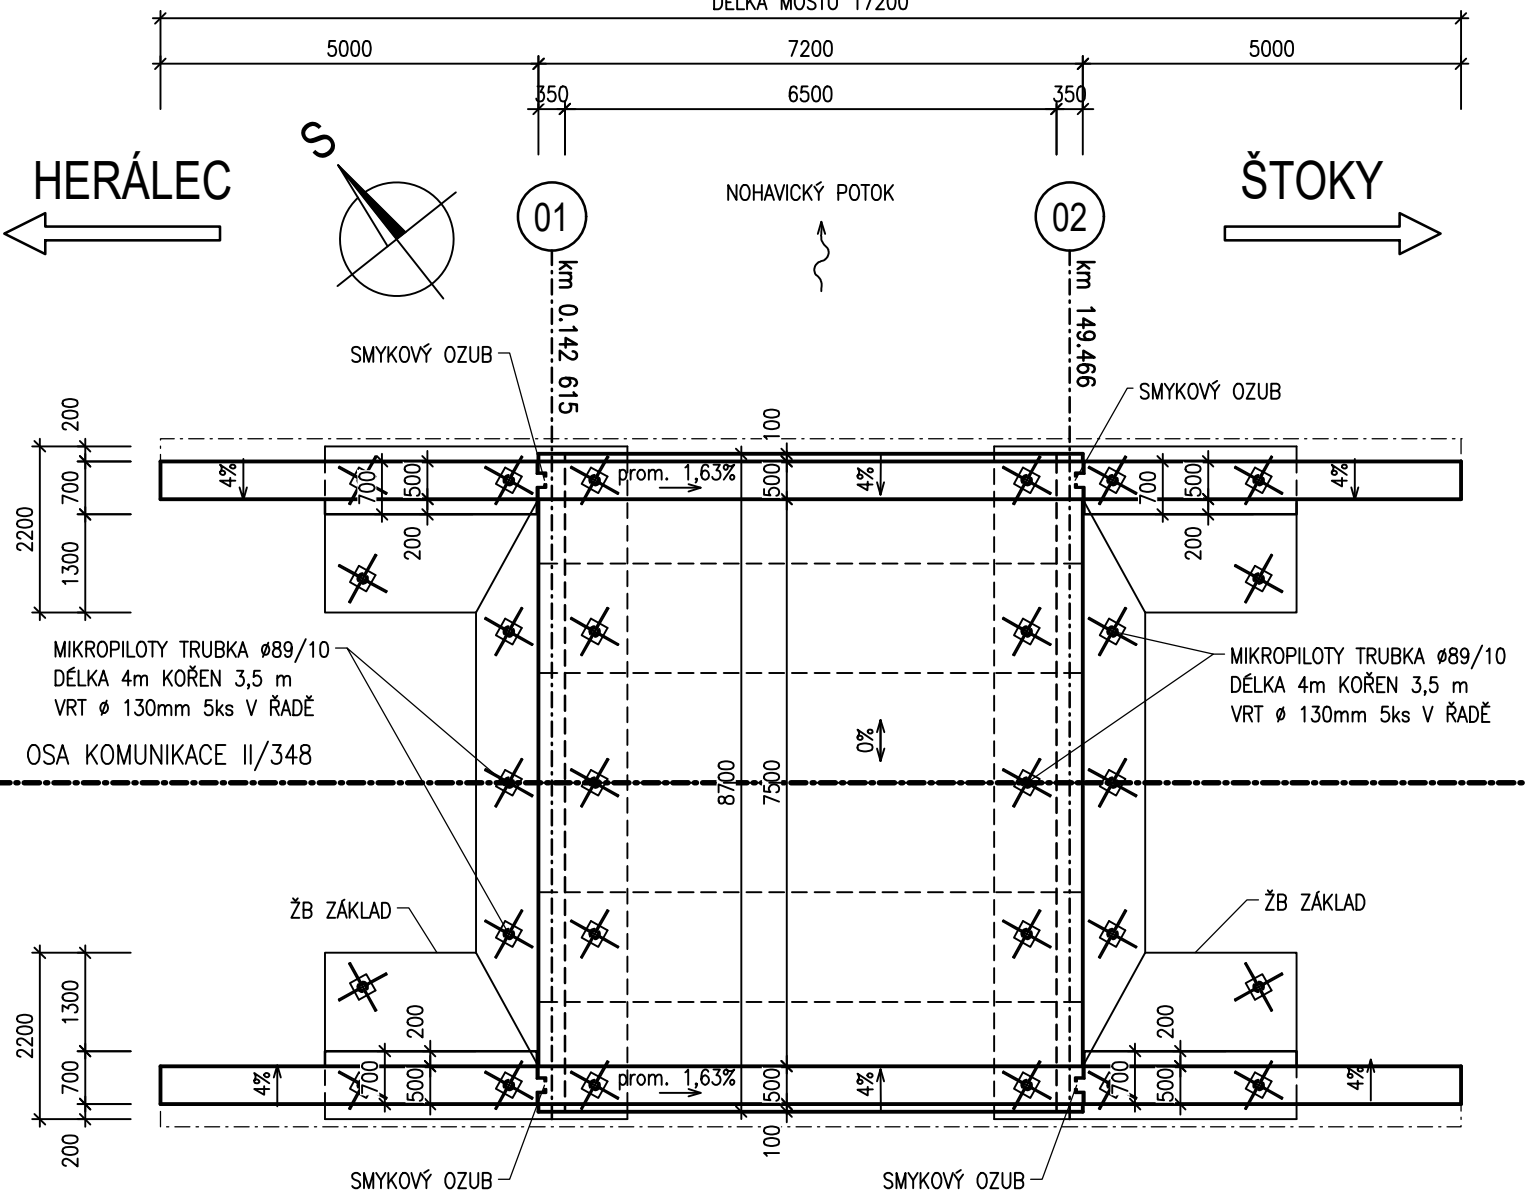 DÉLKA MOSTU 17200
5000
7200
5000
350
6500
350
S
HERÁLEC
ŠTOKY
01
02
NOHAVICKÝ POTOK
km 0.142 615
km 149.466
SMYKOVÝ OZUB
SMYKOVÝ OZUB
200
700
2200
1300
4%
700
500
200
prom. 1,63%
100
500
4%
700
500
200
4%
MIKROPILOTY TRUBKA ø89/10
DÉLKA 4m KOŘEN 3,5 m
VRT ø 130mm 5ks V ŘADĚ
MIKROPILOTY TRUBKA ø89/10
DÉLKA 4m KOŘEN 3,5 m
VRT ø 130mm 5ks V ŘADĚ
OSA KOMUNIKACE II/348
0%
8700
7500
ŽB ZÁKLAD
ŽB ZÁKLAD
1300
2200
700
200
4%
200
700
500
prom. 1,63%
500
100
4%
200
700
500
4%
SMYKOVÝ OZUB
SMYKOVÝ OZUB